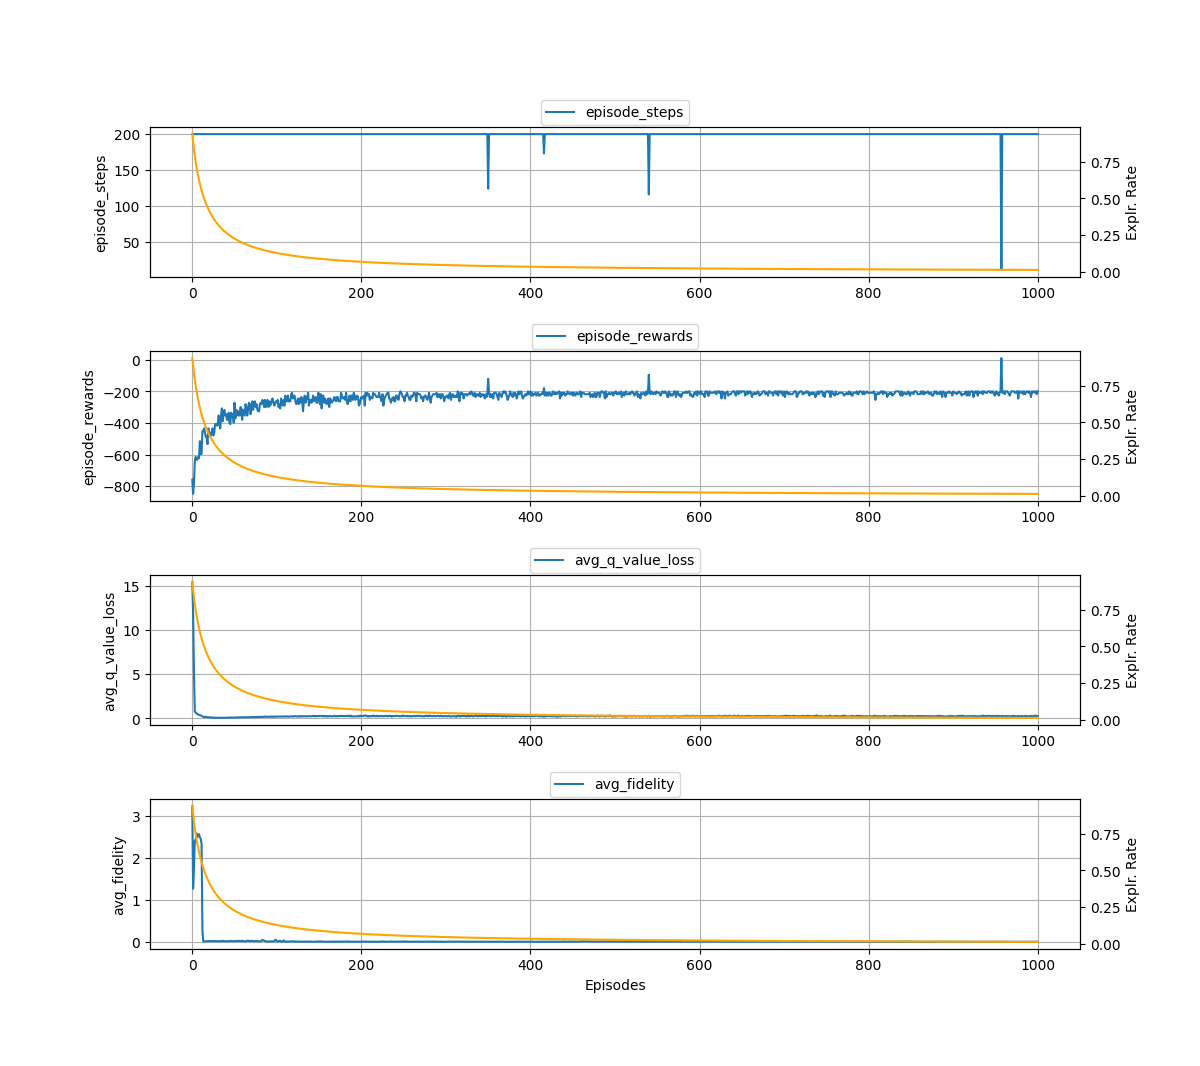 episode_steps
200
150
100
50
episode_steps
0.75
0.50
0.25
0.00
Explr. Rate
0 200 400 600 800 1000
episode_rewards
0
−200
−400
−600
−800
episode_rewards
0.75
0.50
0.25
0.00
Explr. Rate
0 200 400 600 800 1000
avg_q_value_loss
15
10
5
0
avg_q_value_loss
0.75
0.50
0.25
0.00
Explr. Rate
0 200 400 600 800 1000
avg_fidelity
3
2
1
0
avg_fidelity
0.75
0.50
0.25
0.00
Explr. Rate
0 200 400 600 800 1000
Episodes